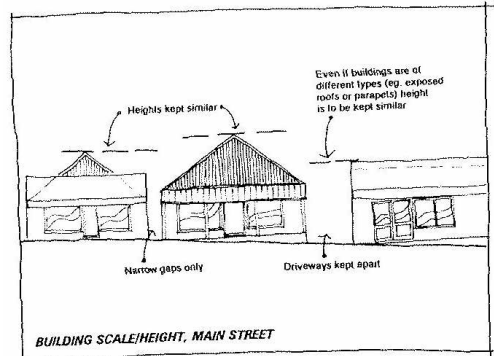 Even if buildings are of
different types (eg. exposed
roofs or parapets) height
is to be kept similar
Heights kept similar
Narrow gaps only
Driveways kept apart
BUILDING SCALE/HEIGHT, MAIN STREET